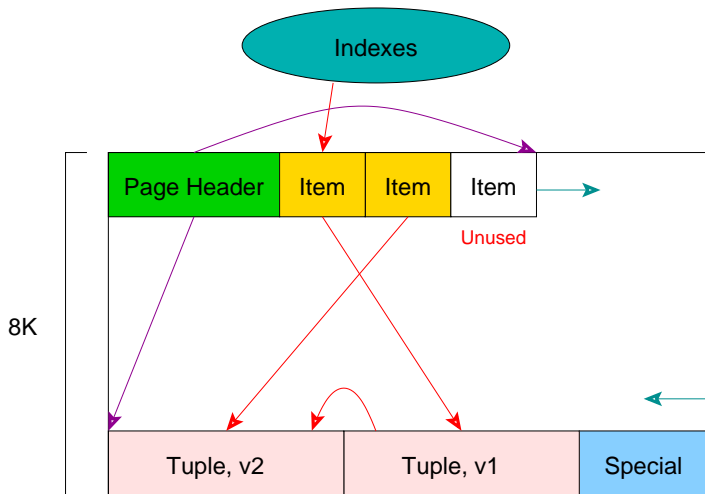 Indexes
Page Header Item Item Item
Unused
8K
Tuple, v2 Tuple, v1 Special